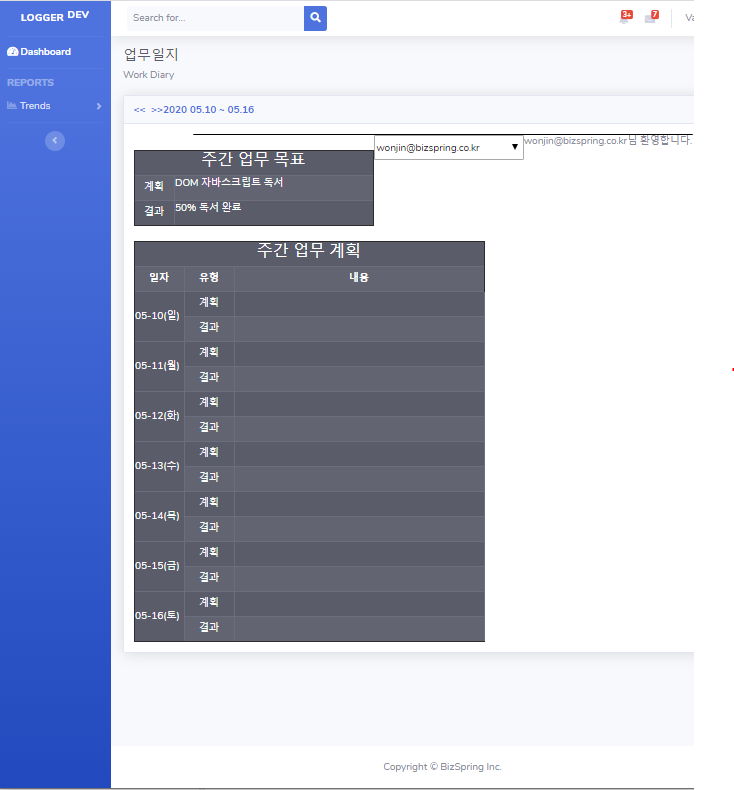 LOGGER DEV
Search for...
3+
7
Dashboard
REPORTS
Trends
업무일지
Work Diary
<< >>2020 05.10 ~ 05.16
wonjin@bizspring.co.kr
wonjin@bizspring.co.kr 님 환영합니다.
주간 업무 목표
계획 DOM 자바스크립트 독서
결과 50% 독서 완료
주간 업무 계획
일자 유형 내용
05-10(일) 계획
결과
05-11(월) 계획
결과
05-12(화) 계획
결과
05-13(수) 계획
결과
05-14(목) 계획
결과
05-15(금) 계획
결과
05-16(토) 계획
결과
Copyright © BizSpring Inc.